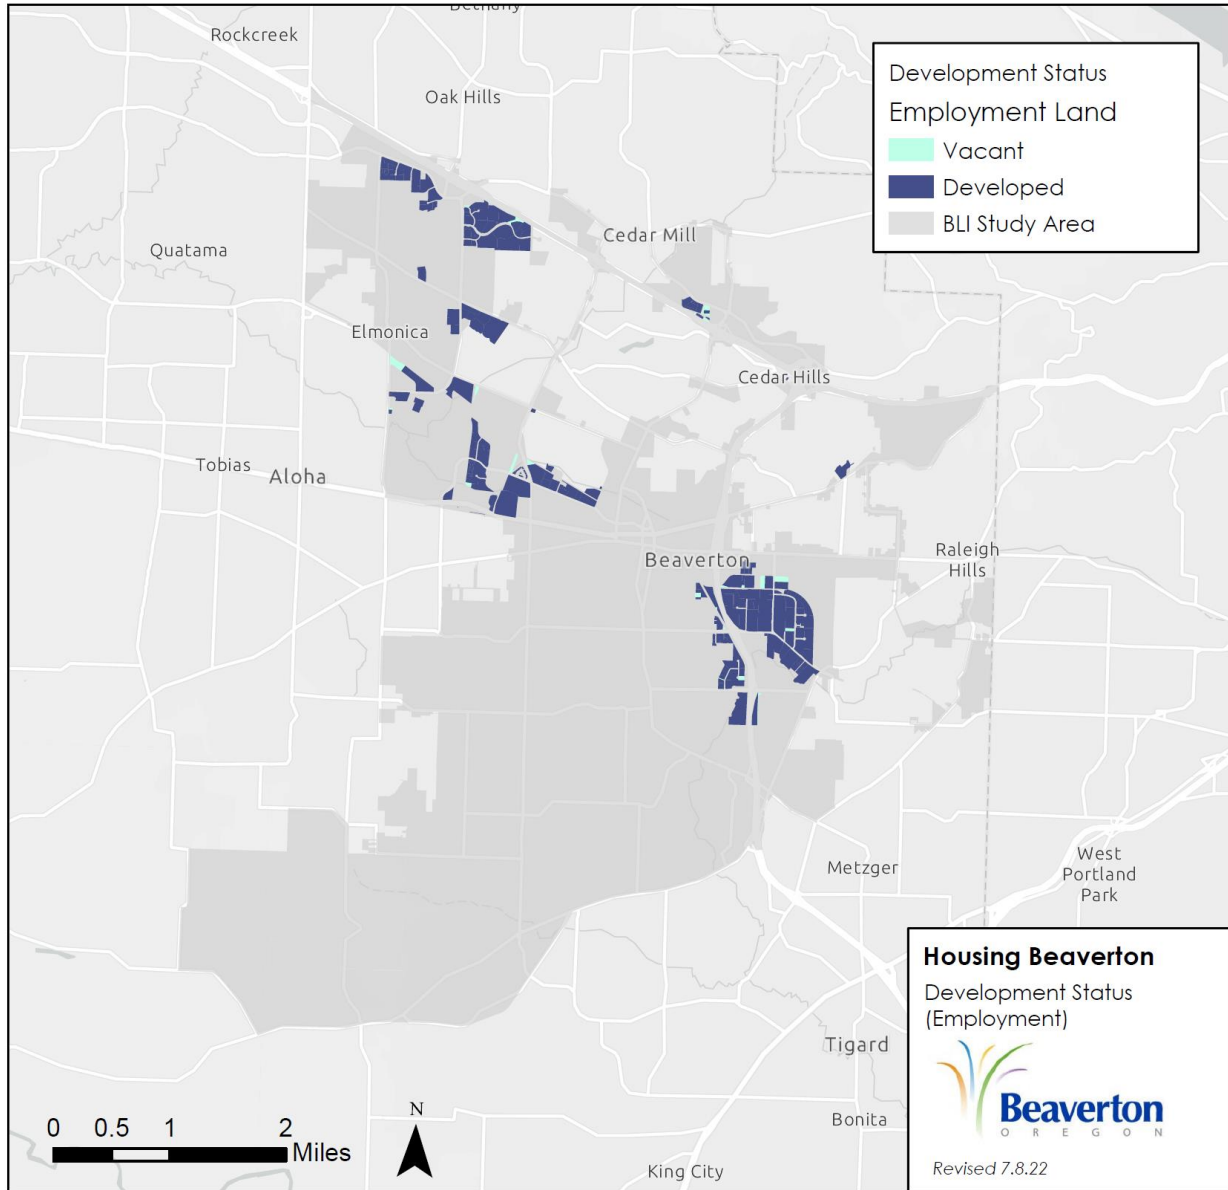 Bethany
Rockcreek
Oak Hills
Development Status
Employment Land
Vacant
Developed
BLI Study Area
Quatama
Cedar Mill
Elmonica
Cedar Hills
Tobias
Aloha
Beaverton
Raleigh
Hills
Metzger
West
Portland
Park
Housing Beaverton
Development Status
(Employment)
Tigard
Beaverton
OREGON
Bonita
King City
Revised 7.8.22
0 0.5 1 2
Miles
N